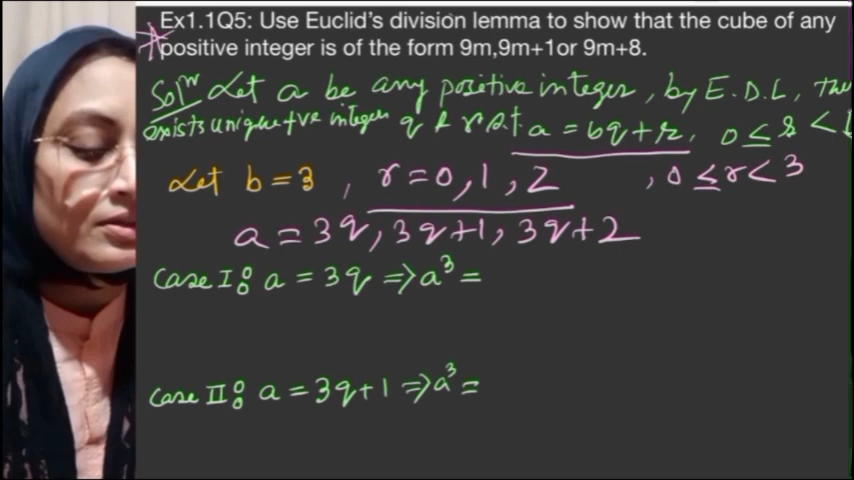 Ex1.1Q5: Use Euclid's division lemma to show that the cube of any
positive integer is of the form 9m,9m+1or 9m+8.
Solⁿ Let a be any positive integer, by E.D.L, the
exists unique +ve integer q & r s.t. a = bq+r, 0 ≤ r <
Let b = 3, r = 0, 1, 2, 0 ≤ r < 3
a = 3q, 3q+1, 3q+2
Case I: a = 3q ⇒ a³ =
Case II: a = 3q+1 ⇒ a³ =